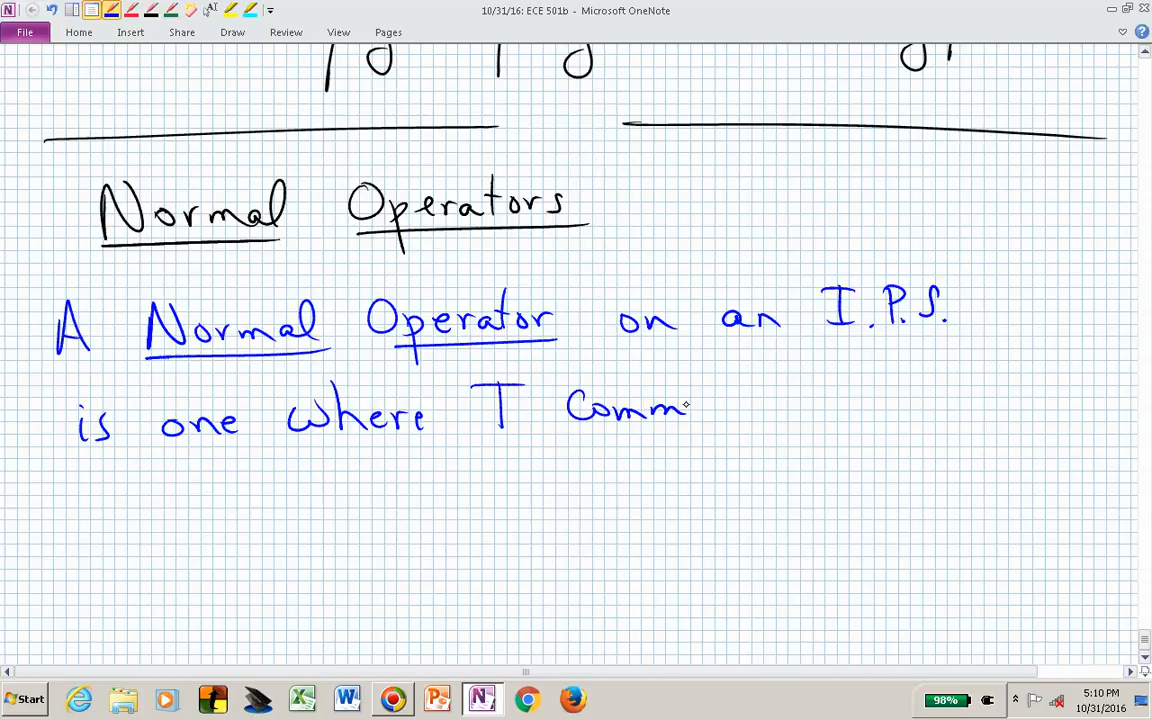 10/31/16: ECE 501b - Microsoft OneNote
File Home Insert Share Draw Review View Pages
Normal Operators
A Normal Operator on an I.P.S.
is one where T Comm
Start
98%
5:10 PM
10/31/2016